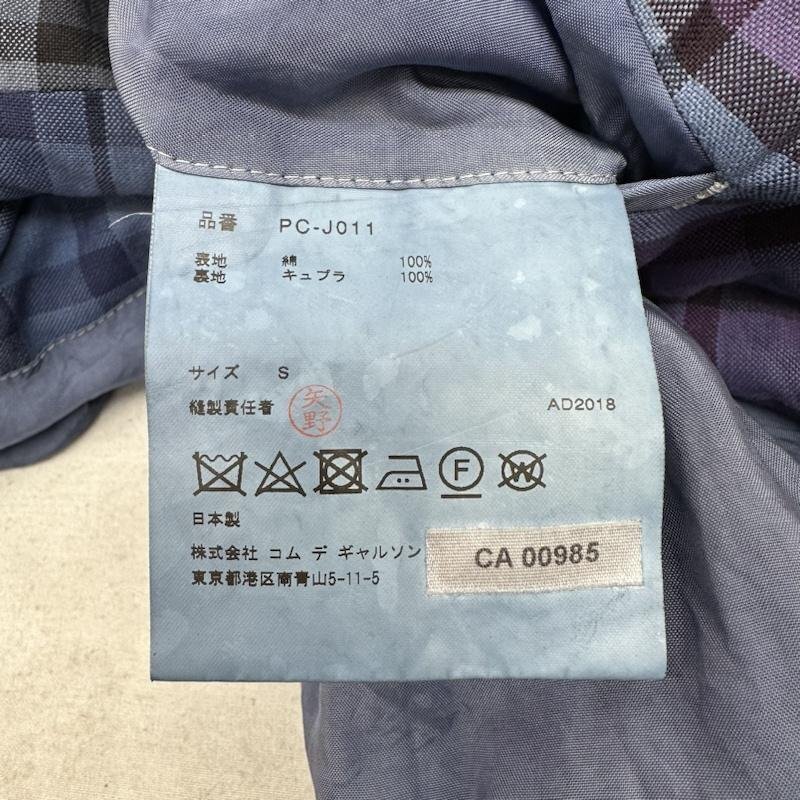 品番 PC-J011
表地 綿 100%
裏地 キュプラ 100%
サイズ S
縫製責任者 矢野 AD2018
F
W
日本製
株式会社 コム デ ギャルソン
東京都港区南青山5-11-5
CA 00985